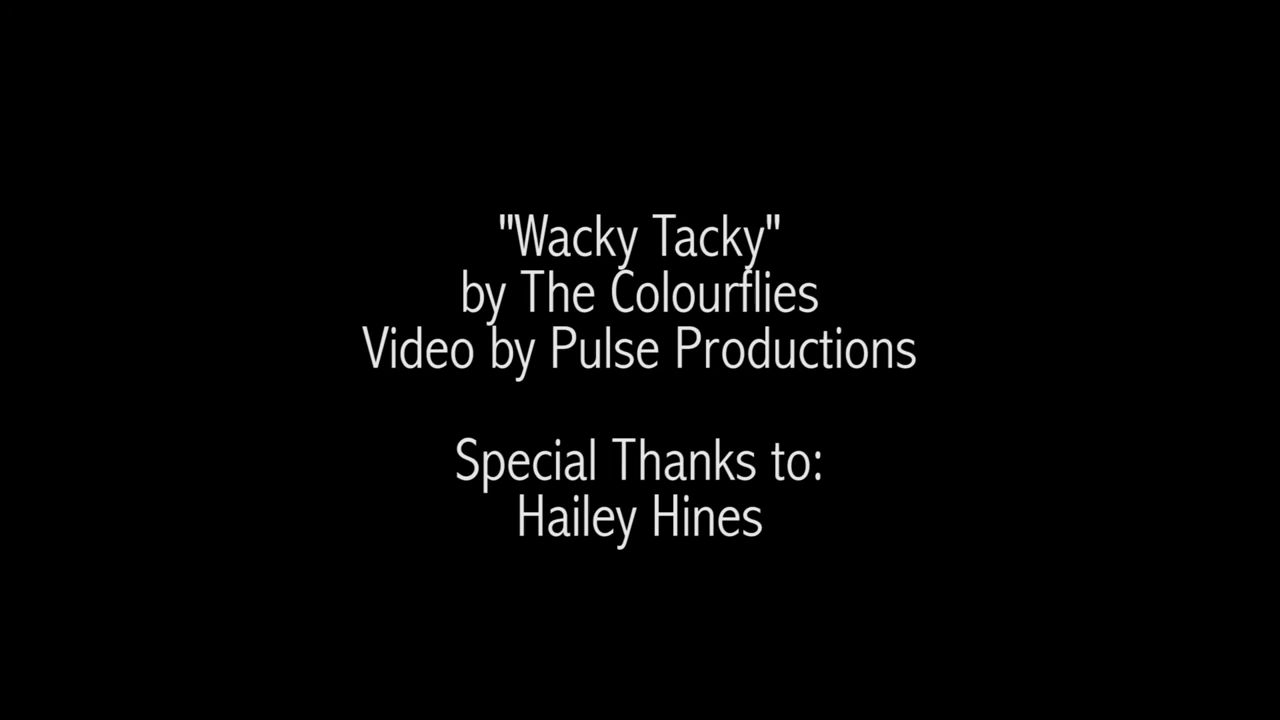 "Wacky Tacky"
by The Colourflies
Video by Pulse Productions
Special Thanks to:
Hailey Hines